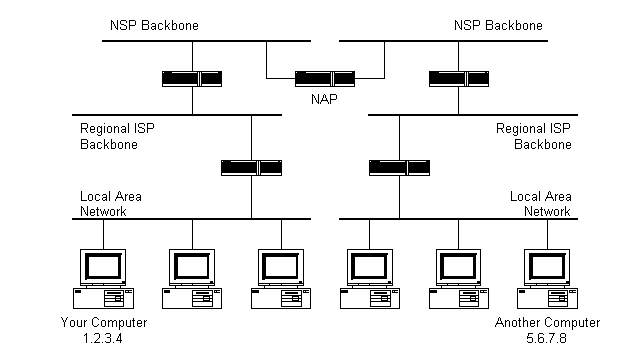 NSP Backbone
NSP Backbone
NAP
Regional ISP
Backbone
Regional ISP
Backbone
Local Area
Network
Local Area
Network
Your Computer
1.2.3.4
Another Computer
5.6.7.8